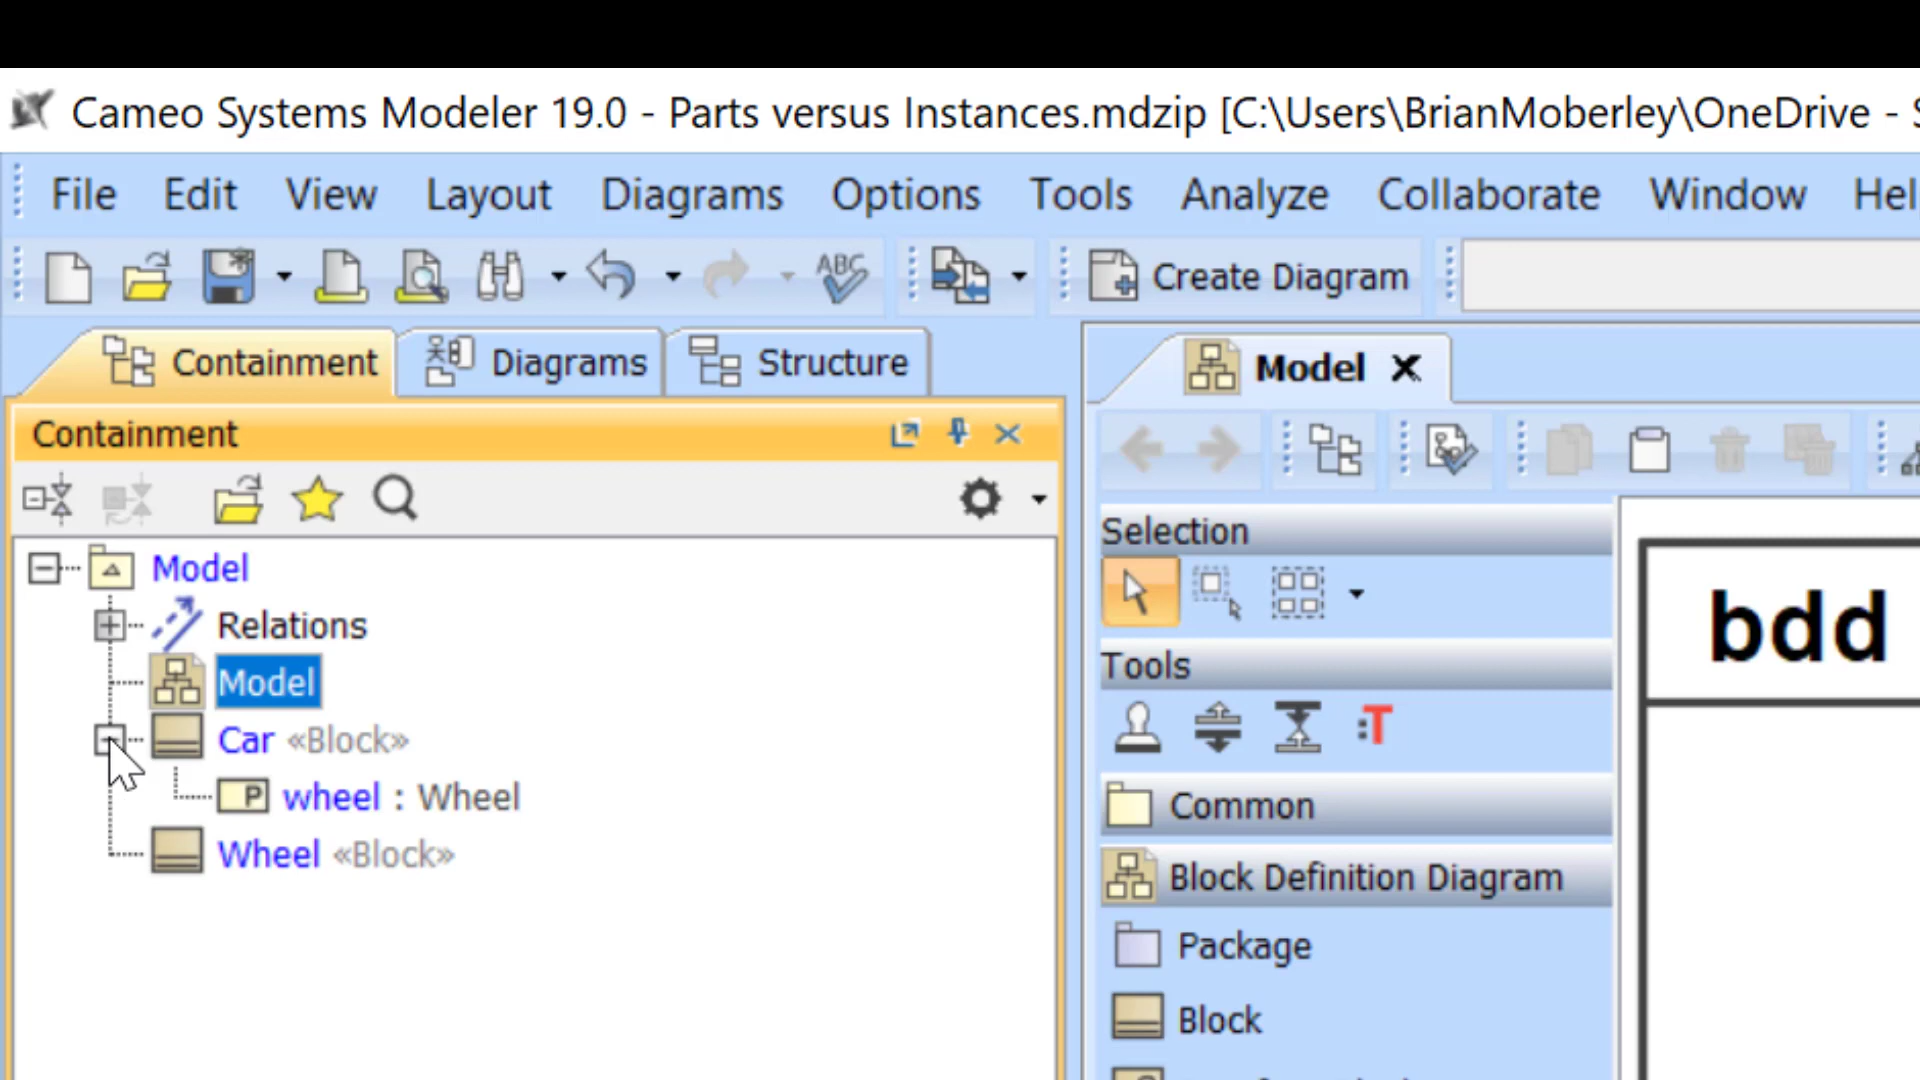 Cameo Systems Modeler 19.0 - Parts versus Instances.mdzip [C:\Users\BrianMoberley\OneDrive -
File Edit View Layout Diagrams Options Tools Analyze Collaborate Window Hel
ABC Create Diagram
Containment Diagrams Structure
Model
Containment
Selection
Model
Relations
Model
Car «Block»
P wheel : Wheel
Wheel «Block»
Tools
:T
Common
Block Definition Diagram
Package
Block
bdd